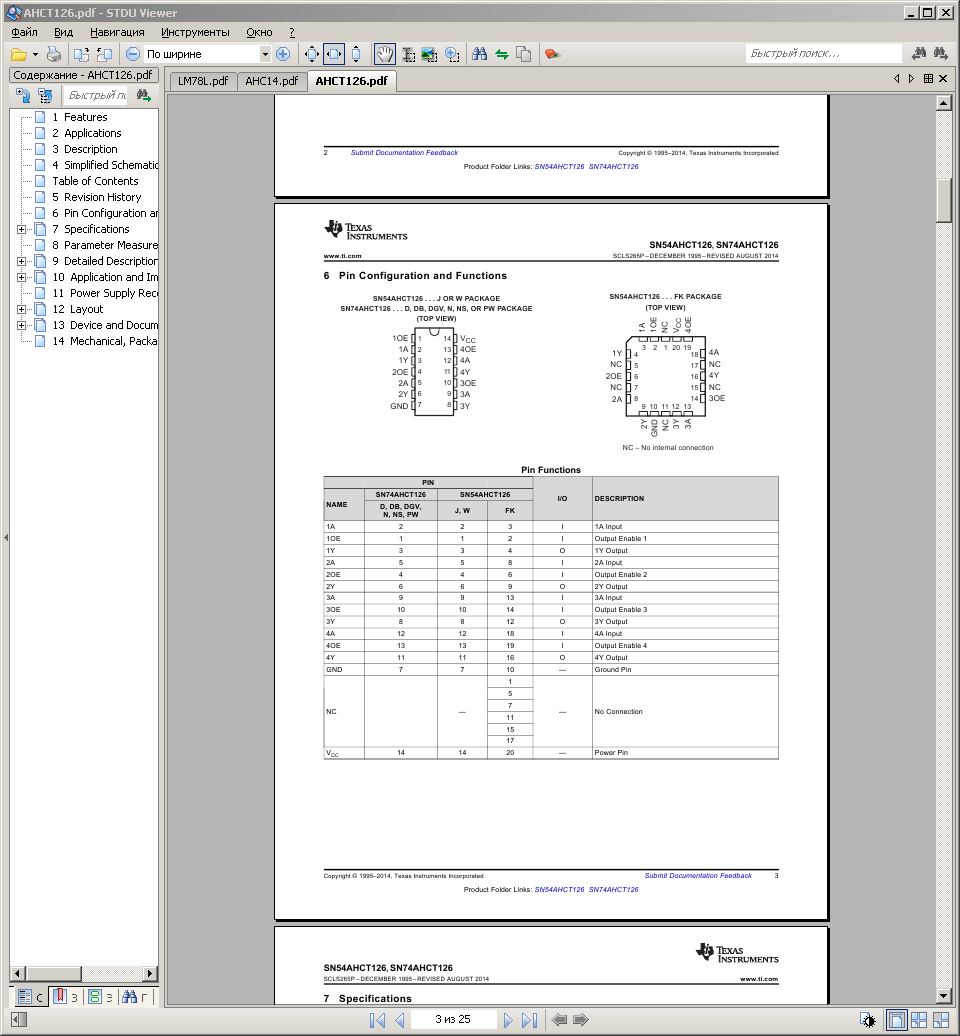 AHCT126.pdf - STDU Viewer
Файл Вид Навигация Инструменты Окно ?
По ширине
Быстрый поиск...
Содержание - AHCT126.pdf
LM78L.pdf AHC14.pdf AHCT126.pdf
1 Features
2 Applications
3 Description
4 Simplified Schematic
Table of Contents
5 Revision History
6 Pin Configuration ar
7 Specifications
8 Parameter Measure
9 Detailed Description
10 Application and Im
11 Power Supply Rec
12 Layout
13 Device and Docum
14 Mechanical, Packa
2 Submit Documentation Feedback Copyright © 1995–2014, Texas Instruments Incorporated
Product Folder Links: SN54AHCT126 SN74AHCT126
TEXAS
INSTRUMENTS
SN54AHCT126, SN74AHCT126
www.ti.com SCLS265P – DECEMBER 1995 – REVISED AUGUST 2014
6 Pin Configuration and Functions
SN54AHCT126 . . . J OR W PACKAGE
SN74AHCT126 . . . D, DB, DGV, N, NS, OR PW PACKAGE
(TOP VIEW)
1OE 1 14 VCC
1A 2 13 4OE
1Y 3 12 4A
2OE 4 11 4Y
2A 5 10 3OE
2Y 6 9 3A
GND 7 8 3Y
SN54AHCT126 . . . FK PACKAGE
(TOP VIEW)
1A 1OE NC VCC 4OE
3 2 1 20 19
1Y 4 18 4A
NC 5 17 NC
2OE 6 16 4Y
NC 7 15 NC
2A 8 14 3OE
9 10 11 12 13
2Y GND NC 3Y 3A
NC – No internal connection
Pin Functions
PIN
NAME SN74AHCT126 SN54AHCT126 I/O DESCRIPTION
D, DB, DGV, N, NS, PW J, W FK
1A 2 2 3 I 1A Input
1OE 1 1 2 I Output Enable 1
1Y 3 3 4 O 1Y Output
2A 5 5 8 I 2A Input
2OE 4 4 6 I Output Enable 2
2Y 6 6 9 O 2Y Output
3A 9 9 13 I 3A Input
3OE 10 10 14 I Output Enable 3
3Y 8 8 12 O 3Y Output
4A 12 12 18 I 4A Input
4OE 13 13 19 I Output Enable 4
4Y 11 11 16 O 4Y Output
GND 7 7 10 — Ground Pin
1
5
7
NC — 11 — No Connection
15
17
VCC 14 14 20 — Power Pin
Copyright © 1995–2014, Texas Instruments Incorporated Submit Documentation Feedback 3
Product Folder Links: SN54AHCT126 SN74AHCT126
TEXAS
INSTRUMENTS
SN54AHCT126, SN74AHCT126
SCLS265P – DECEMBER 1995 – REVISED AUGUST 2014 www.ti.com
7 Specifications
С З Э Г
3 из 25